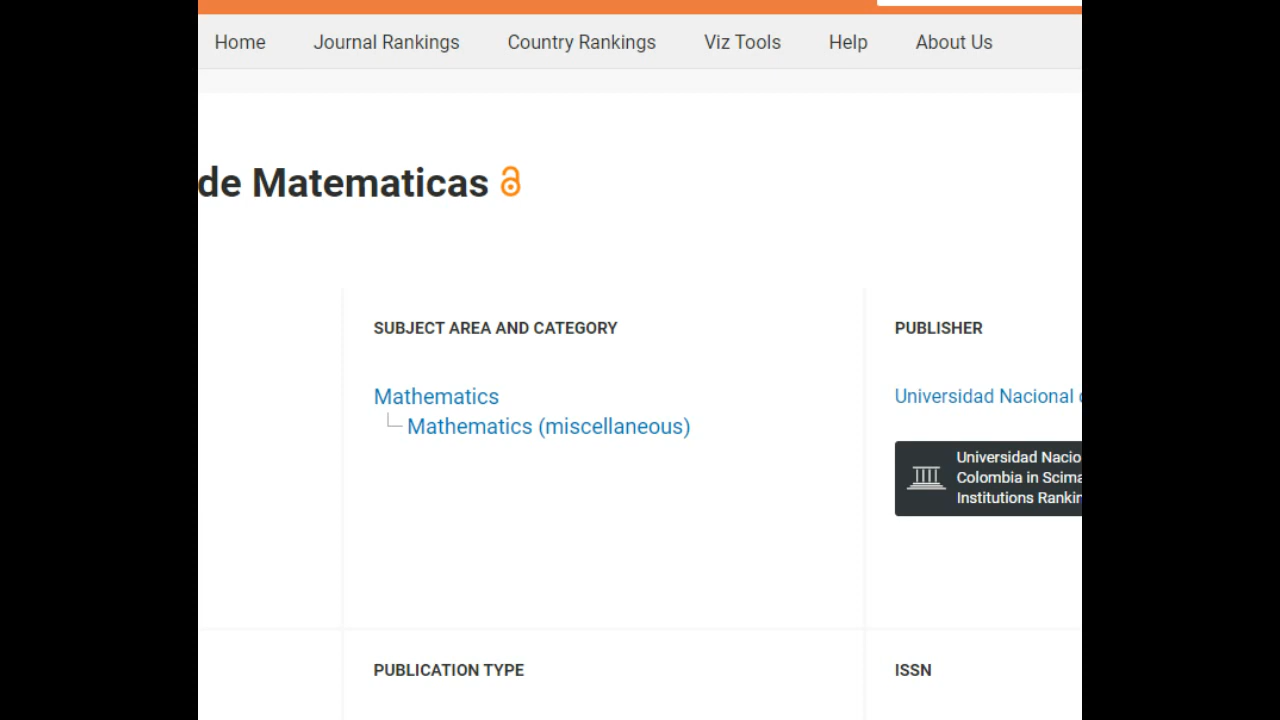 Home Journal Rankings Country Rankings Viz Tools Help About Us
de Matematicas
SUBJECT AREA AND CATEGORY
Mathematics
Mathematics (miscellaneous)
PUBLISHER
Universidad Nacional
Universidad Nacio
Colombia in Scima
Institutions Rankin
PUBLICATION TYPE
ISSN